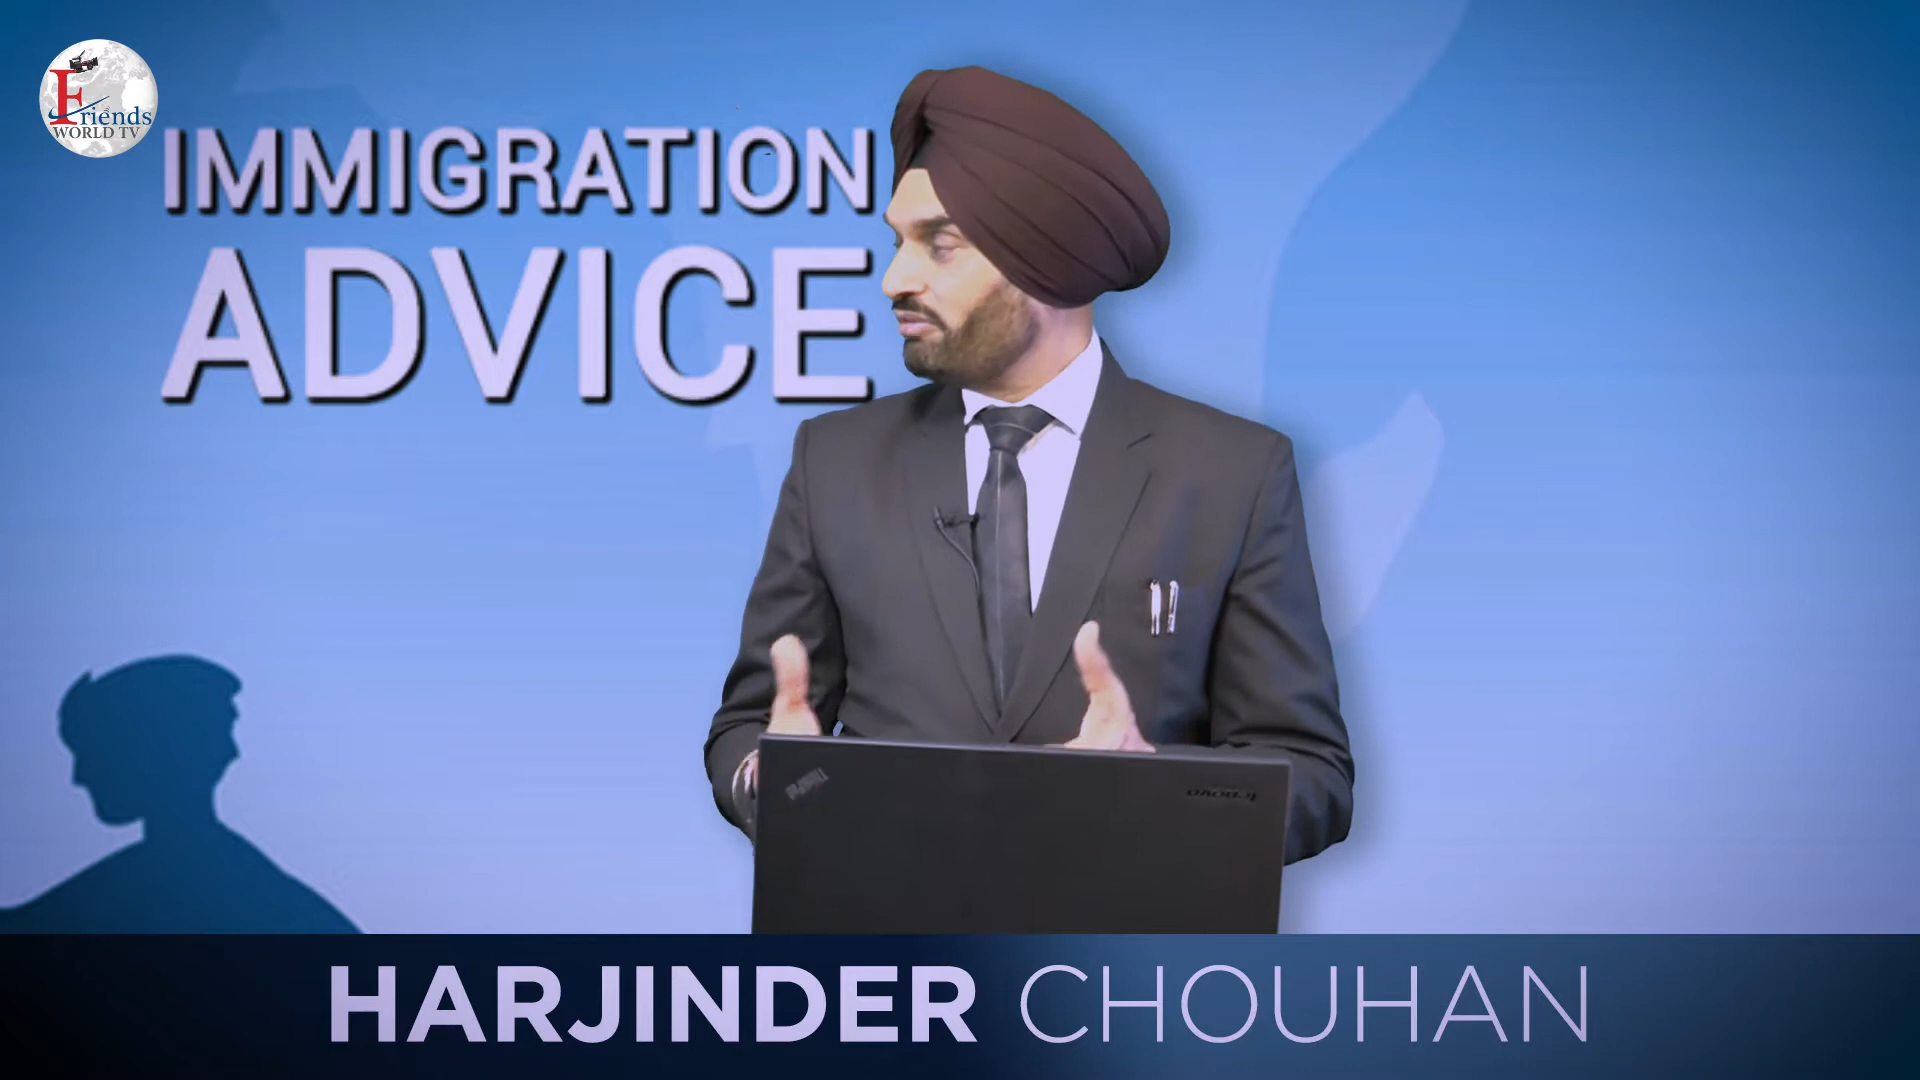 Friends
WORLD TV
IMMIGRATION
ADVICE
ThinkPad
lenovo
HARJINDER CHOUHAN